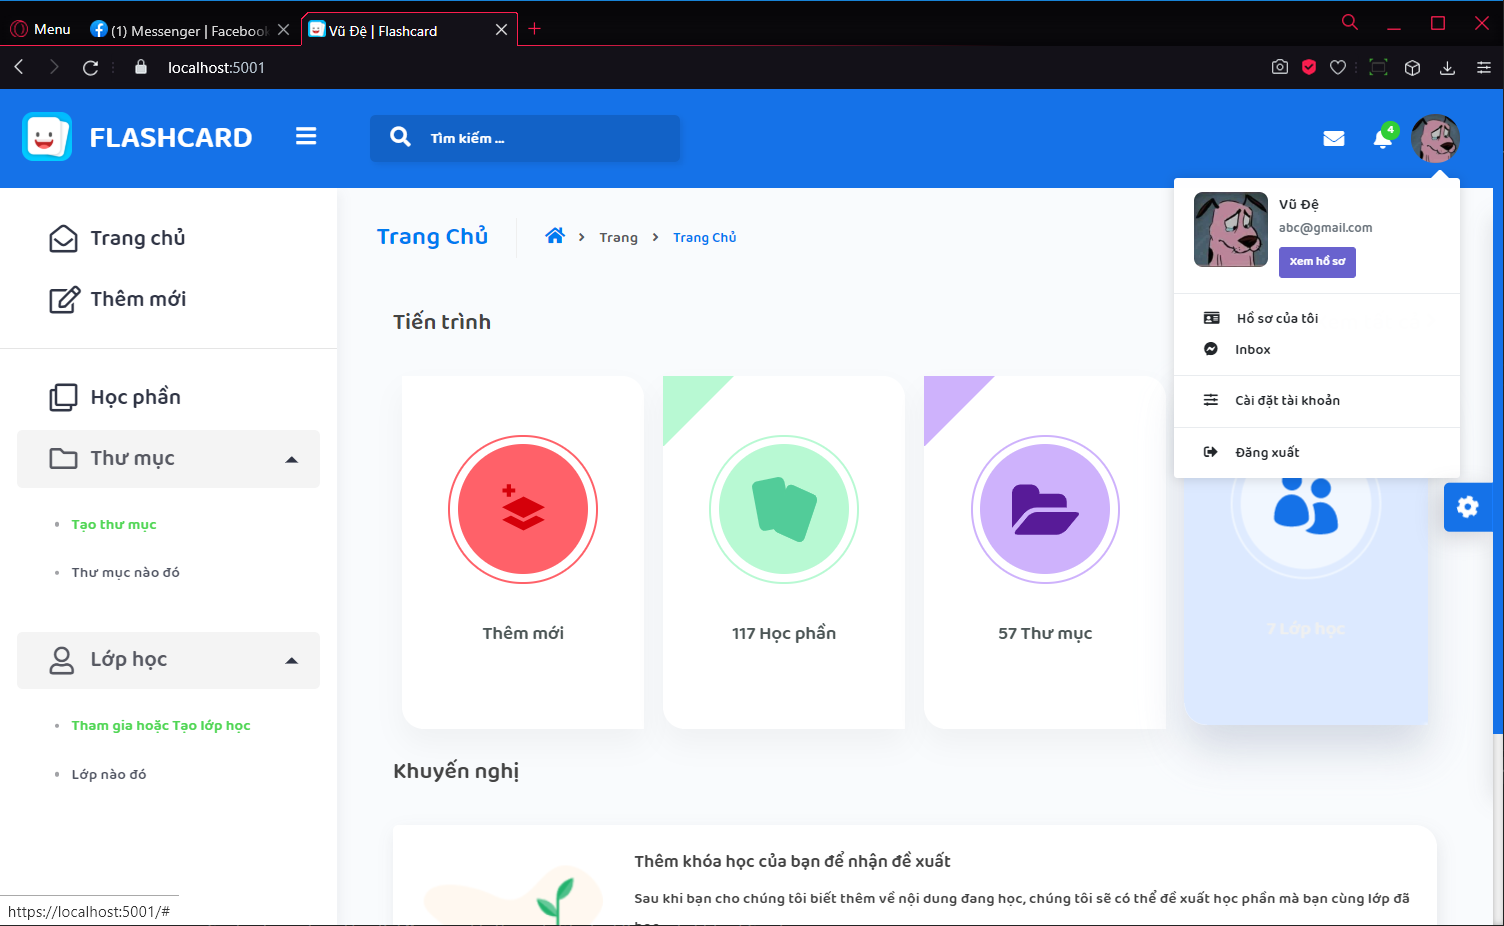 Menu
(1) Messenger | Facebook
Vũ Đệ | Flashcard
localhost:5001
FLASHCARD
Tìm kiếm ...
4
Vũ Đệ
abc@gmail.com
Xem hồ sơ
Hồ sơ của tôi
Inbox
Cài đặt tài khoản
Đăng xuất
Trang chủ
Thêm mới
Học phần
Thư mục
Tạo thư mục
Thư mục nào đó
Lớp học
Tham gia hoặc Tạo lớp học
Lớp nào đó
Trang Chủ
Trang
Trang Chủ
Tiến trình
Thêm mới
117 Học phần
57 Thư mục
7 Lớp học
Khuyến nghị
Thêm khóa học của bạn để nhận đề xuất
Sau khi bạn cho chúng tôi biết thêm về nội dung đang học, chúng tôi sẽ có thể đề xuất học phần mà bạn cùng lớp đã
https://localhost:5001/#